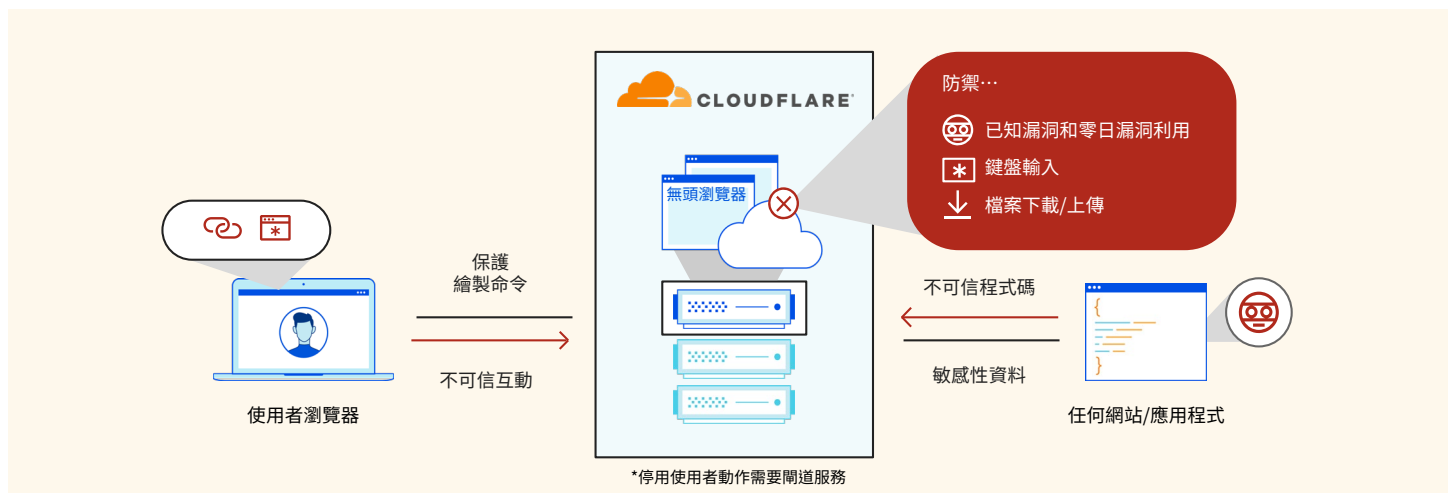 CLOUDFLARE
防禦…
已知漏洞和零日漏洞利用
鍵盤輸入
檔案下載/上傳
無頭瀏覽器
保護
繪製命令
不可信互動
使用者瀏覽器
不可信程式碼
敏感性資料
任何網站/應用程式
*停用使用者動作需要閘道服務